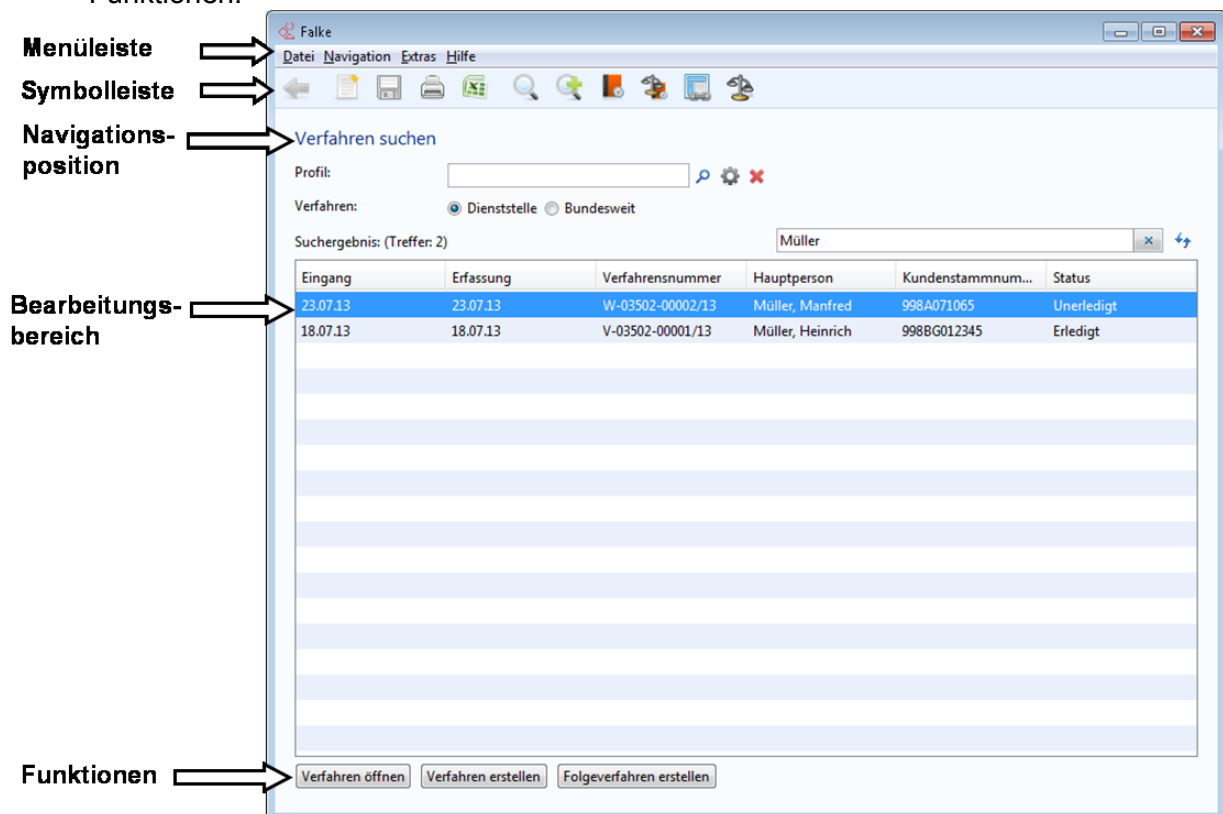 Funktionen.
Falke
Menüleiste
Datei Navigation Extras Hilfe
Symbolleiste
Navigations-
position
Verfahren suchen
Profil:
Verfahren: Dienststelle Bundesweit
Suchergebnis: (Treffer: 2) Müller
Eingang Erfassung Verfahrensnummer Hauptperson Kundenstammnum... Status
Bearbeitungs-
bereich
23.07.13 23.07.13 W-03502-00002/13 Müller, Manfred 998A071065 Unerledigt
18.07.13 18.07.13 V-03502-00001/13 Müller, Heinrich 998BG012345 Erledigt
Funktionen
Verfahren öffnen Verfahren erstellen Folgeverfahren erstellen